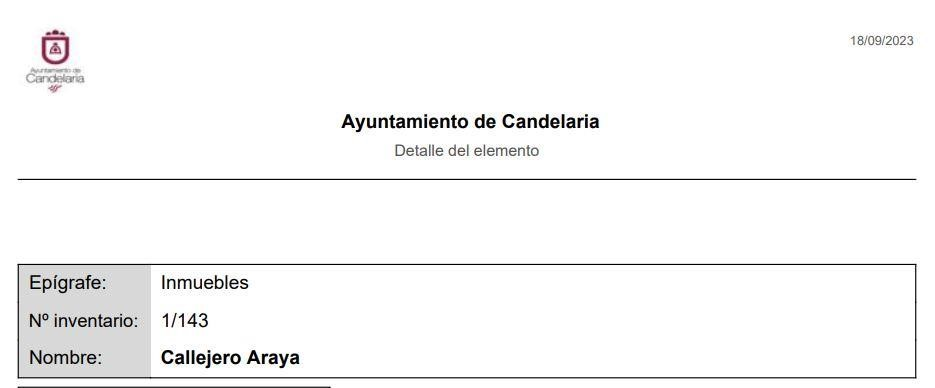 Ayuntamiento de
Candelaria
18/09/2023
Ayuntamiento de Candelaria
Detalle del elemento
Epígrafe: Inmuebles
Nº inventario: 1/143
Nombre: Callejero Araya